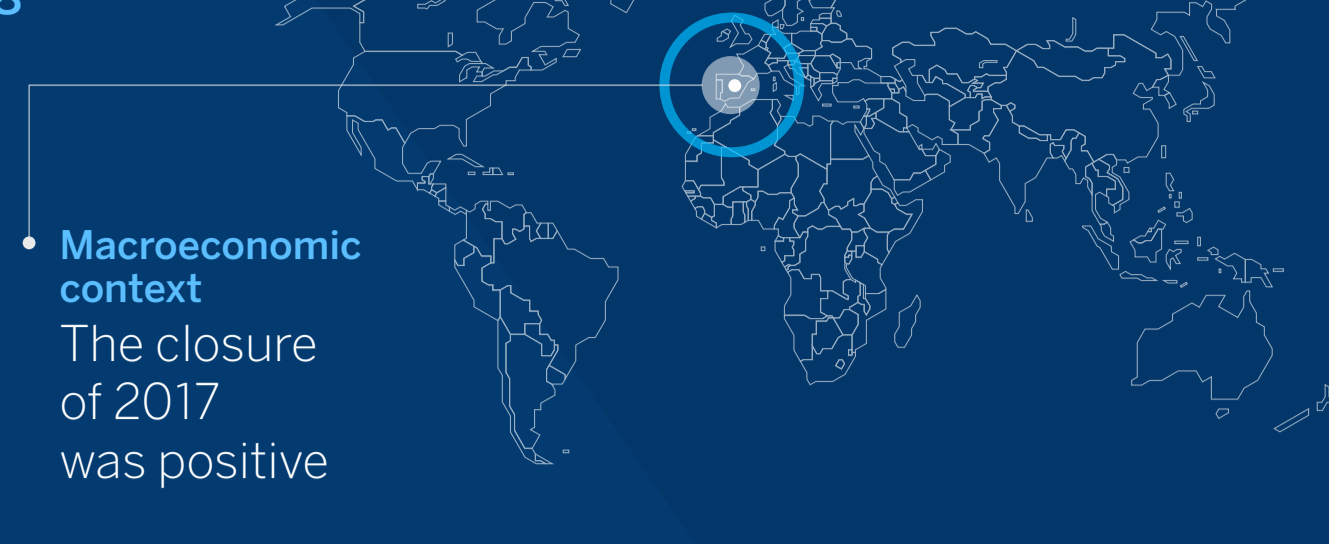 Macroeconomic
context
The closure
of 2017
was positive